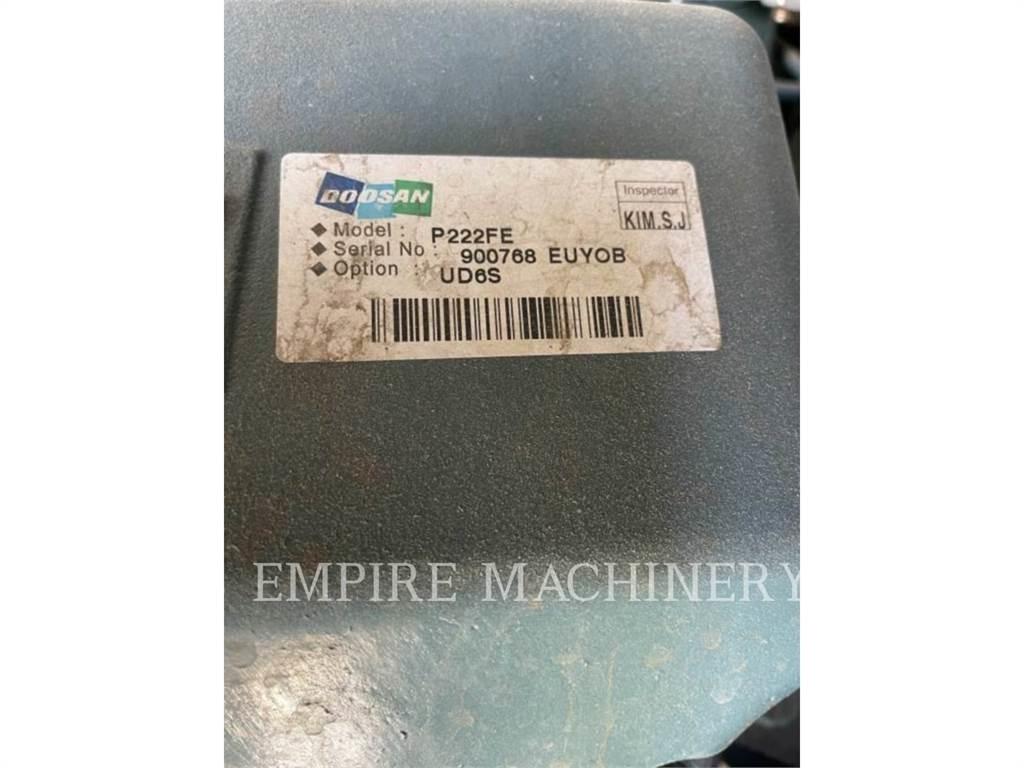 DOOSAN
Inspector
KIM.S.J
◆ Model : P222FE
◆ Serial No : 900768 EUYOB
◆ Option : UD6S
EMPIRE MACHINERY